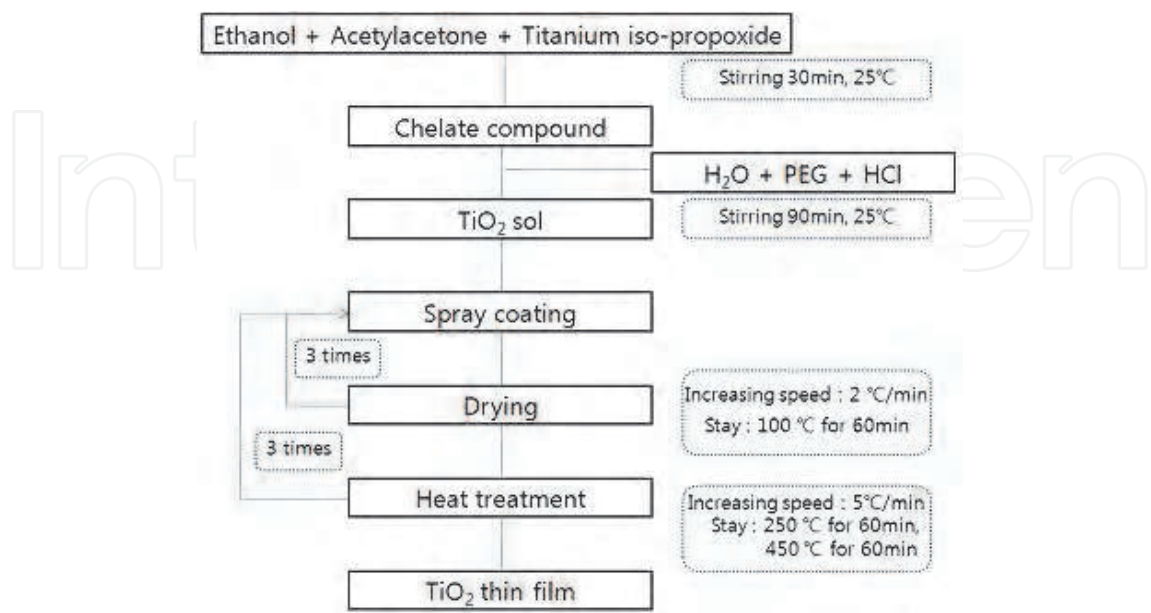 Ethanol + Acetylacetone + Titanium iso-propoxide
Stirring 30min, 25℃
Chelate compound
H₂O + PEG + HCl
TiO₂ sol
Stirring 90min, 25℃
Spray coating
3 times
Drying
Increasing speed : 2 ℃/min
Stay : 100 ℃ for 60min
3 times
Heat treatment
Increasing speed : 5℃/min
Stay : 250 ℃ for 60min,
450 ℃ for 60min
TiO₂ thin film